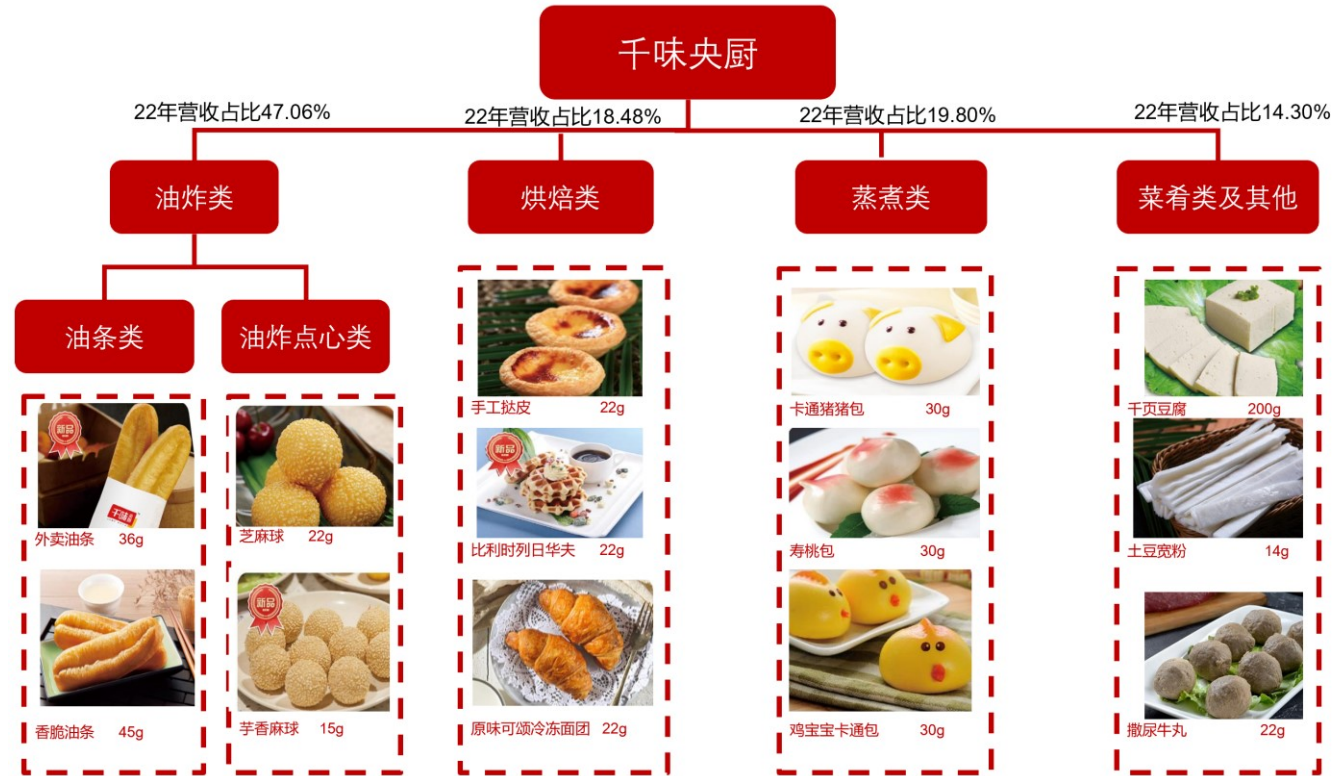 千味央厨
22年营收占比47.06%
22年营收占比18.48%
22年营收占比19.80%
22年营收占比14.30%
油炸类
烘焙类
蒸煮类
菜肴类及其他
油条类
油炸点心类
新品
外卖油条 36g
香脆油条 45g
芝麻球 22g
新品
芋香麻球 15g
手工挞皮 22g
新品
比利时列日华夫 22g
原味可颂冷冻面团 22g
卡通猪猪包 30g
寿桃包 30g
鸡宝宝卡通包 30g
千页豆腐 200g
土豆宽粉 14g
撒尿牛丸 22g